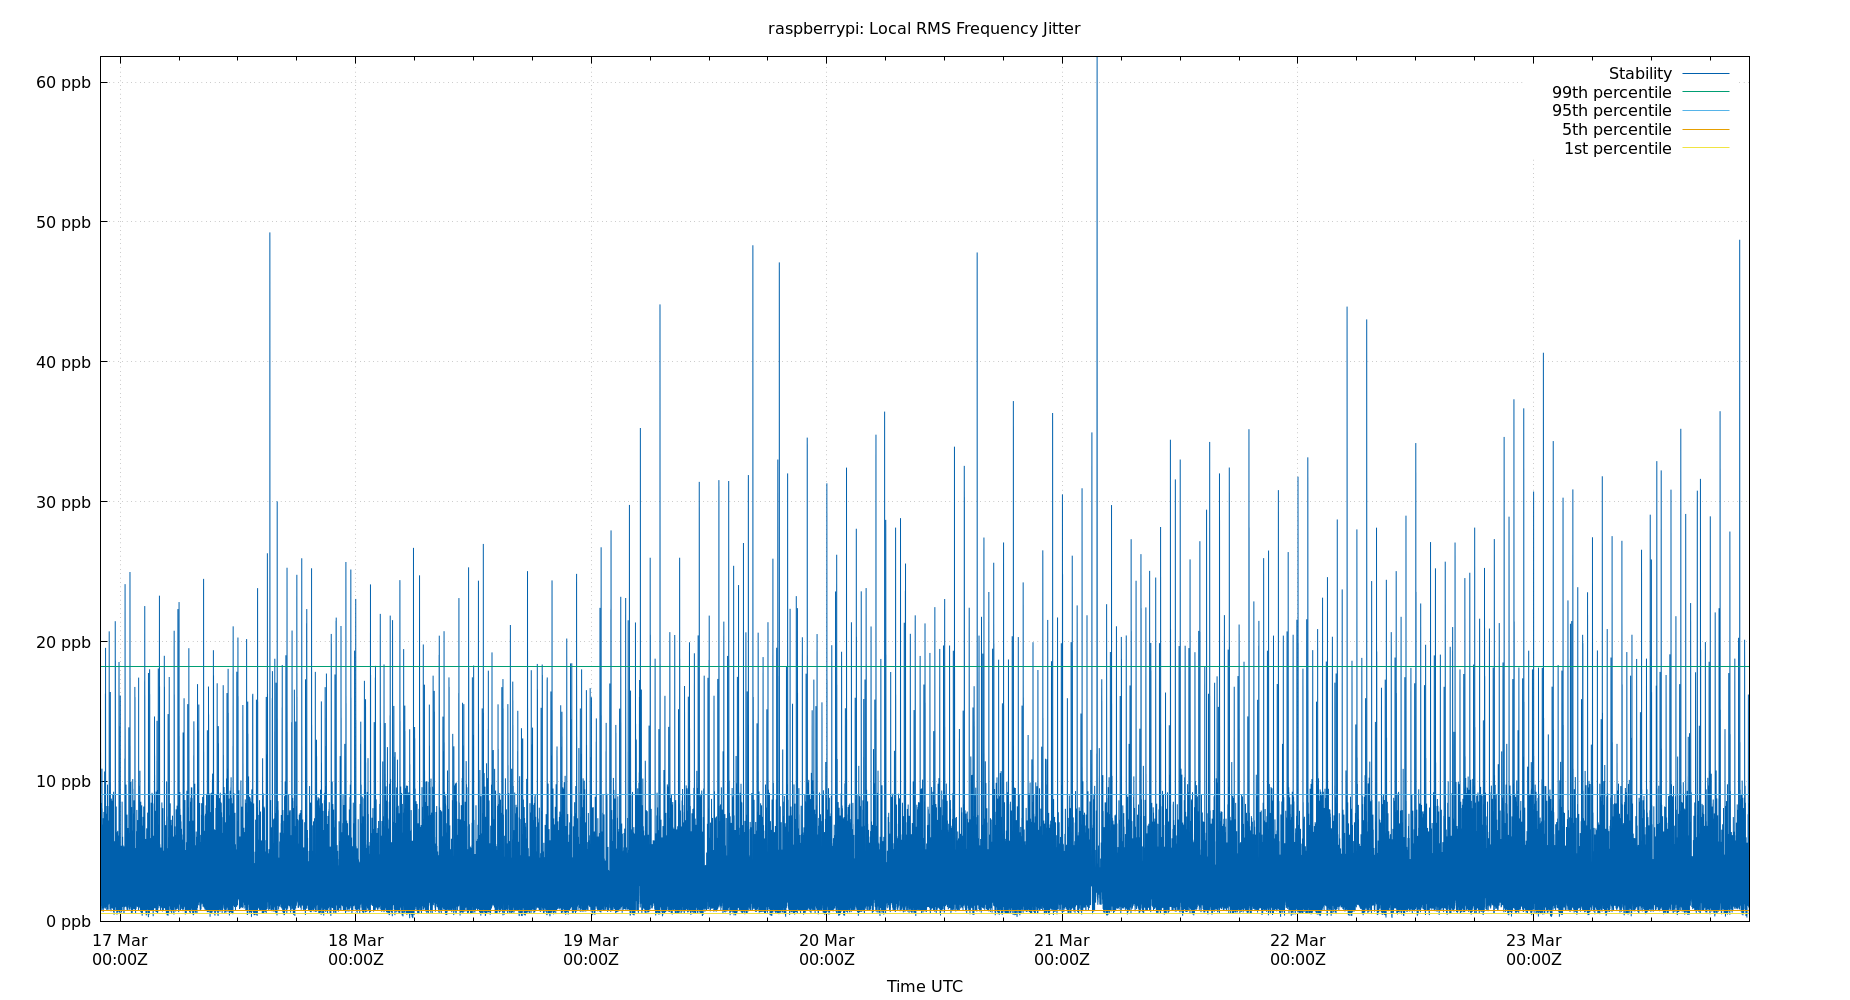 raspberrypi: Local RMS Frequency Jitter
60 ppb
50 ppb
40 ppb
30 ppb
20 ppb
10 ppb
0 ppb
Stability
99th percentile
95th percentile
5th percentile
1st percentile
17 Mar 18 Mar 19 Mar 20 Mar 21 Mar 22 Mar 23 Mar
00:00Z 00:00Z 00:00Z 00:00Z 00:00Z 00:00Z 00:00Z
Time UTC